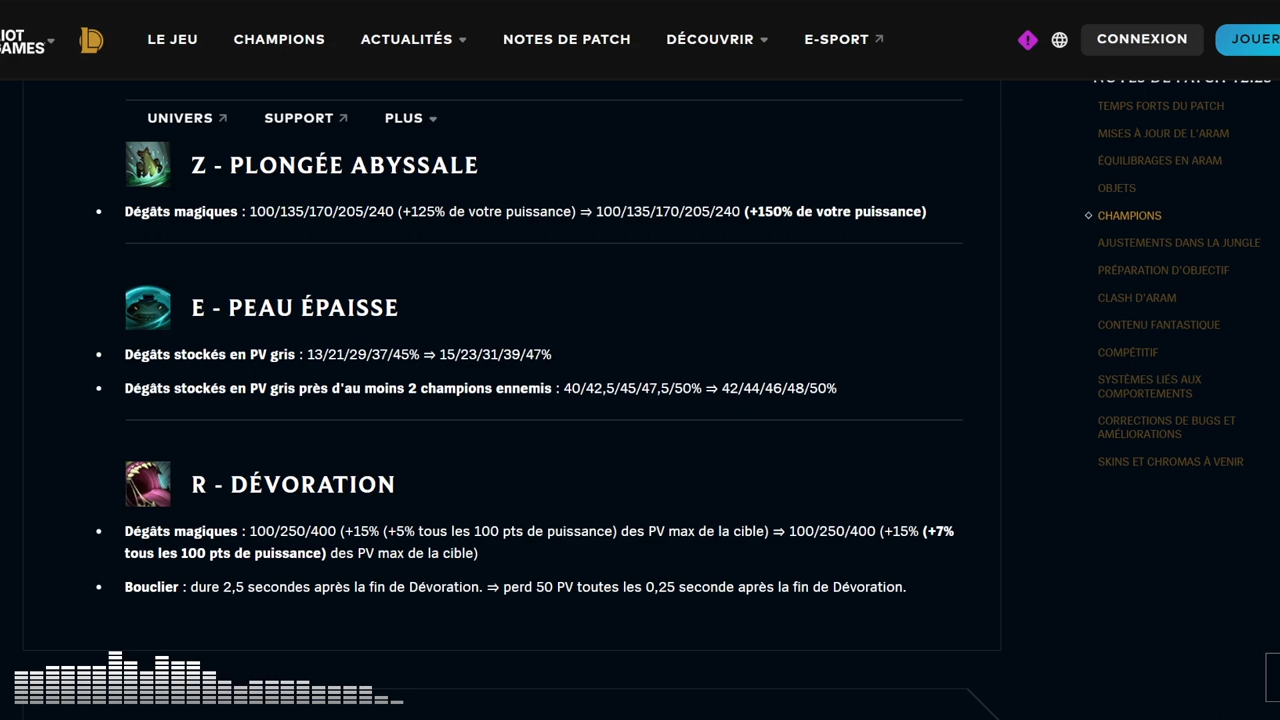 IOT
GAMES
LE JEU
CHAMPIONS
ACTUALITÉS
NOTES DE PATCH
DÉCOUVRIR
E-SPORT
CONNEXION
JOUER
UNIVERS
SUPPORT
PLUS
Z - PLONGÉE ABYSSALE
• Dégâts magiques : 100/135/170/205/240 (+125% de votre puissance) ⇒ 100/135/170/205/240 (+150% de votre puissance)
E - PEAU ÉPAISSE
• Dégâts stockés en PV gris : 13/21/29/37/45% ⇒ 15/23/31/39/47%
• Dégâts stockés en PV gris près d'au moins 2 champions ennemis : 40/42,5/45/47,5/50% ⇒ 42/44/46/48/50%
R - DÉVORATION
• Dégâts magiques : 100/250/400 (+15% (+5% tous les 100 pts de puissance) des PV max de la cible) ⇒ 100/250/400 (+15% (+7%
tous les 100 pts de puissance) des PV max de la cible)
• Bouclier : dure 2,5 secondes après la fin de Dévoration. ⇒ perd 50 PV toutes les 0,25 seconde après la fin de Dévoration.
NOTES DE PATCH
TEMPS FORTS DU PATCH
MISES À JOUR DE L'ARAM
ÉQUILIBRAGES EN ARAM
OBJETS
CHAMPIONS
AJUSTEMENTS DANS LA JUNGLE
PRÉPARATION D'OBJECTIF
CLASH D'ARAM
CONTENU FANTASTIQUE
COMPÉTITIF
SYSTÈMES LIÉS AUX
COMPORTEMENTS
CORRECTIONS DE BUGS ET
AMÉLIORATIONS
SKINS ET CHROMAS À VENIR